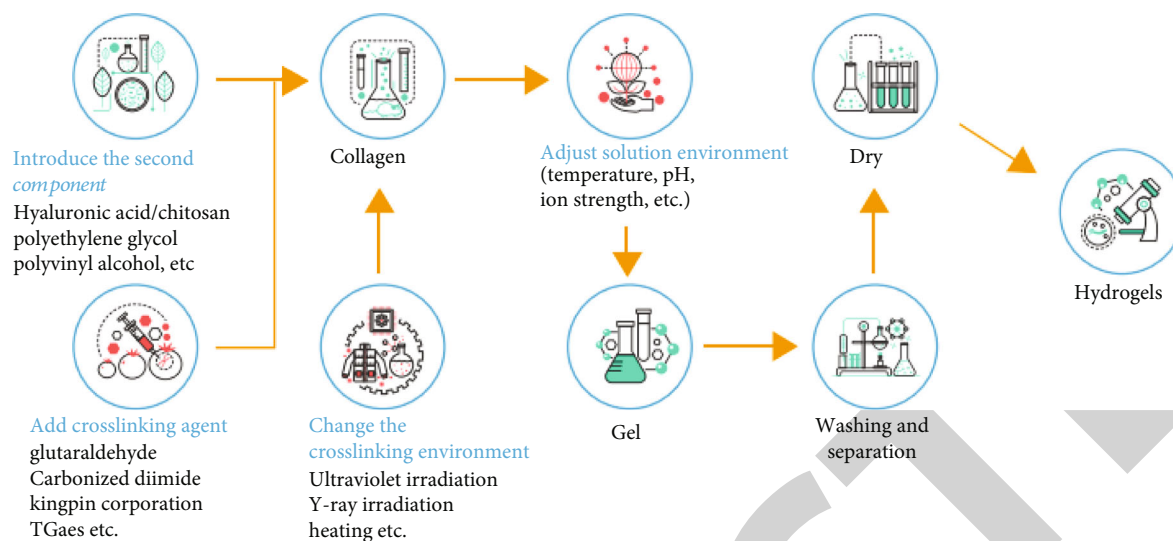 Introduce the second
component
Hyaluronic acid/chitosan
polyethylene glycol
polyvinyl alcohol, etc
Collagen
Adjust solution environment
(temperature, pH,
ion strength, etc.)
Dry
Hydrogels
Add crosslinking agent
glutaraldehyde
Carbonized diimide
kingpin corporation
TGaes etc.
Change the
crosslinking environment
Ultraviolet irradiation
Y-ray irradiation
heating etc.
Gel
Washing and
separation